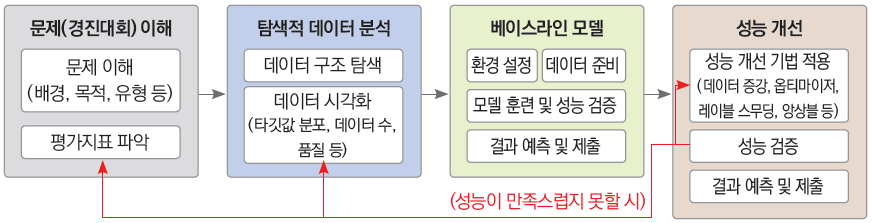 문제(경진대회) 이해
문제 이해
(배경, 목적, 유형 등)
평가지표 파악
탐색적 데이터 분석
데이터 구조 탐색
데이터 시각화
(타깃값 분포, 데이터 수,
품질 등)
베이스라인 모델
환경 설정
데이터 준비
모델 훈련 및 성능 검증
결과 예측 및 제출
성능 개선
성능 개선 기법 적용
(데이터 증강, 옵티마이저,
레이블 스무딩, 앙상블 등)
성능 검증
결과 예측 및 제출
(성능이 만족스럽지 못할 시)